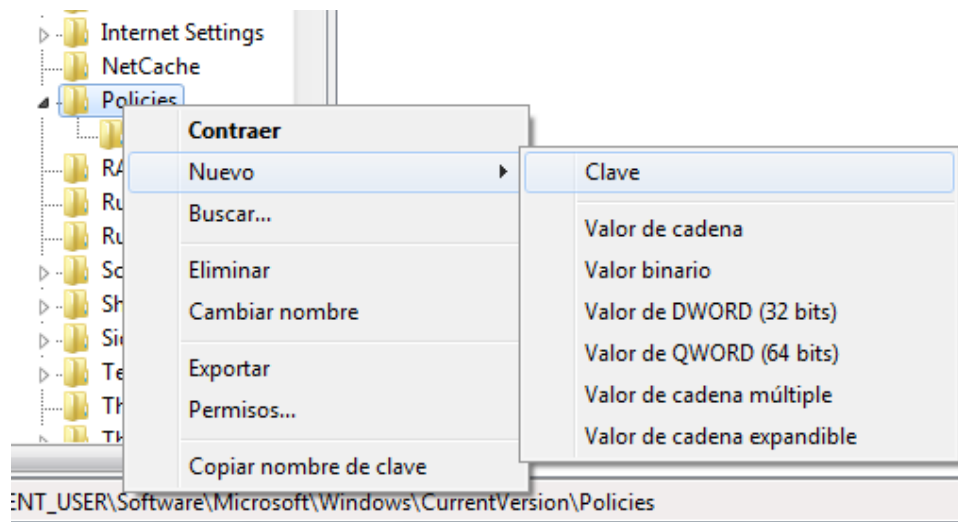 Internet Settings
NetCache
Policies
Contraer
Nuevo
Clave
Buscar...
Valor de cadena
Valor binario
Eliminar
Cambiar nombre
Valor de DWORD (32 bits)
Valor de QWORD (64 bits)
Exportar
Valor de cadena múltiple
Permisos...
Valor de cadena expandible
Copiar nombre de clave
ENT_USER\Software\Microsoft\Windows\CurrentVersion\Policies